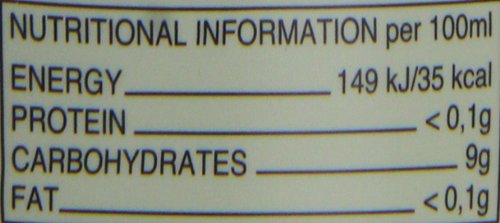 NUTRITIONAL INFORMATION per 100ml
ENERGY 149 kJ/35 kcal
PROTEIN <0,1g
CARBOHYDRATES 9g
FAT <0,1g